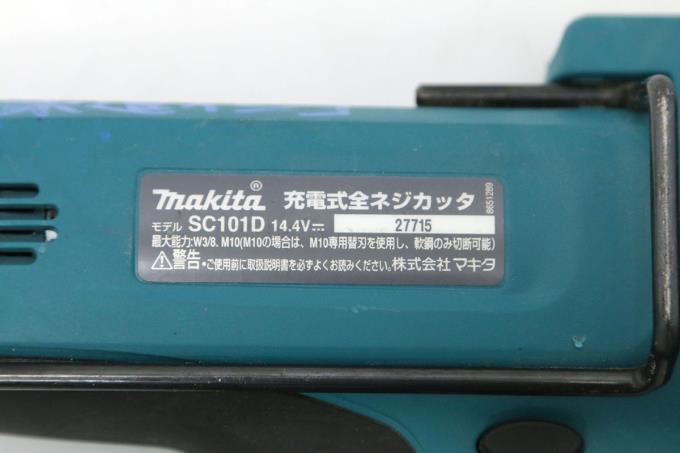 makita® 充電式全ネジカッタ
モデル SC101D 14.4V⎓ 27715
最大能力:W3/8. M10(M10の場合は、M10専用替刃を使用し、軟鋼のみ切断可能)
⚠警告・ご使用前に取扱説明書を必ずよくお読みください。株式会社マキタ
8651289